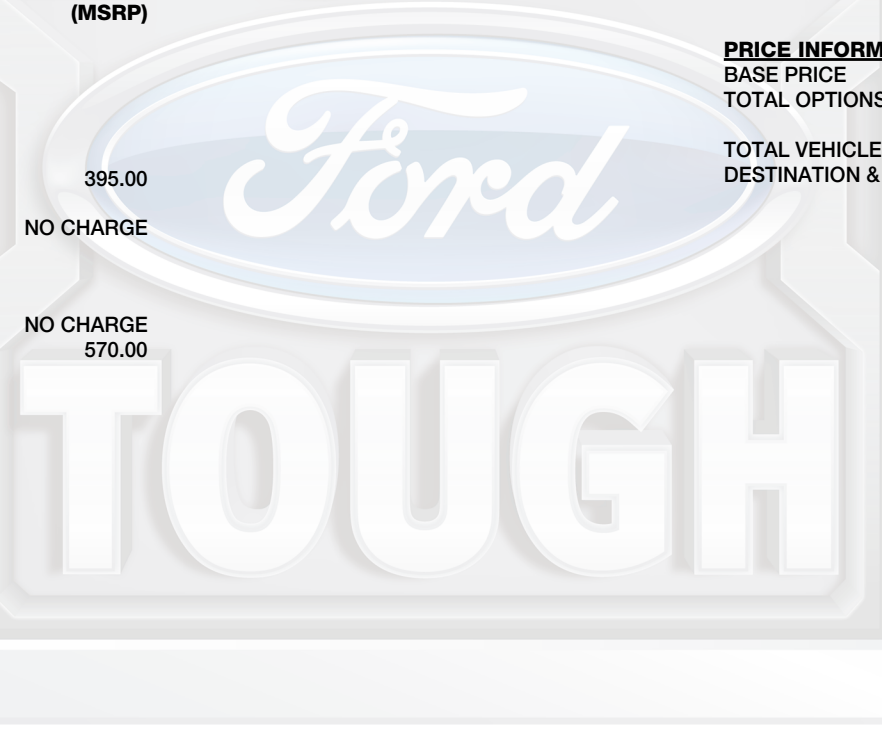 (MSRP)
PRICE INFORM
BASE PRICE
TOTAL OPTIONS
TOTAL VEHICLE
395.00
DESTINATION &
NO CHARGE
NO CHARGE
570.00
Ford
TOUGH